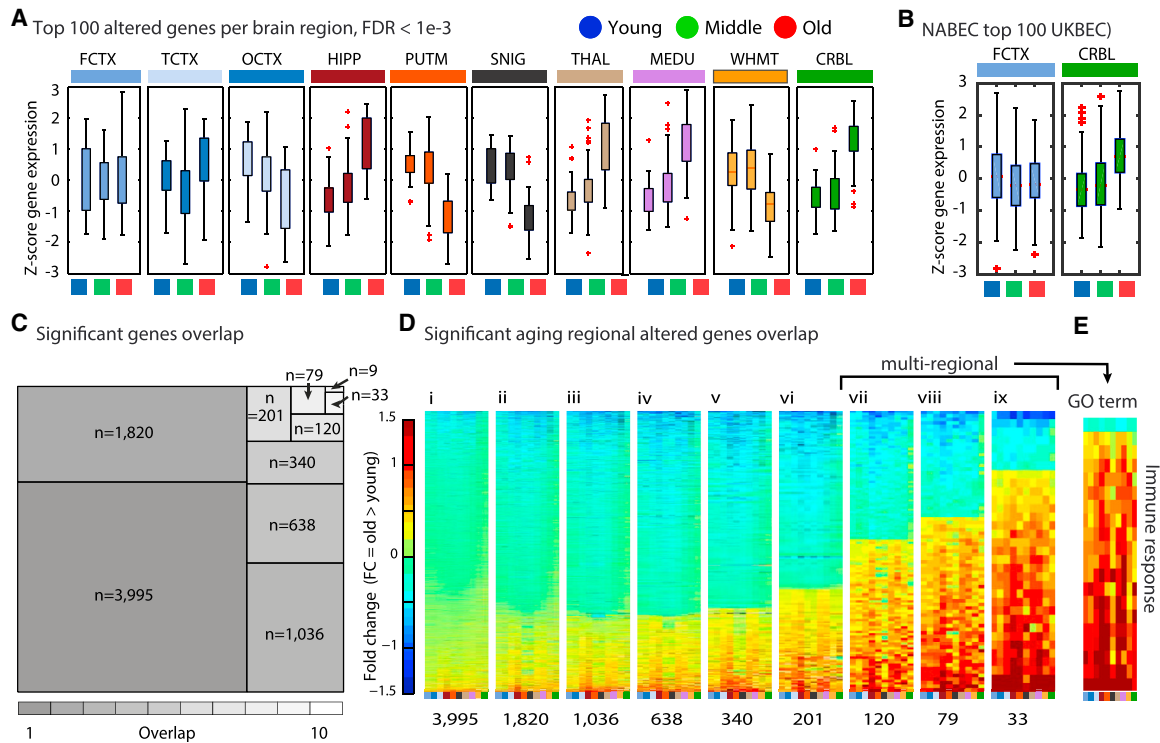 A Top 100 altered genes per brain region, FDR < 1e-3
Young Middle Old
FCTX TCTX OCTX HIPP PUTM SNIG THAL MEDU WHMT CRBL
Z-score gene expression
3
2
1
0
-1
-2
-3
B NABEC top 100 UKBEC)
FCTX CRBL
Z-score gene expression
3
2
1
0
-1
-2
-3
C Significant genes overlap
n=79 n=9
n=33
n
=201
n=120
n=1,820
n=340
n=638
n=3,995
n=1,036
1 Overlap 10
D Significant aging regional altered genes overlap
multi-regional
i ii iii iv v vi vii viii ix
Fold change (FC = old > young)
1.5
1
0
−1
−1.5
3,995 1,820 1,036 638 340 201 120 79 33
E
GO term
Immune response